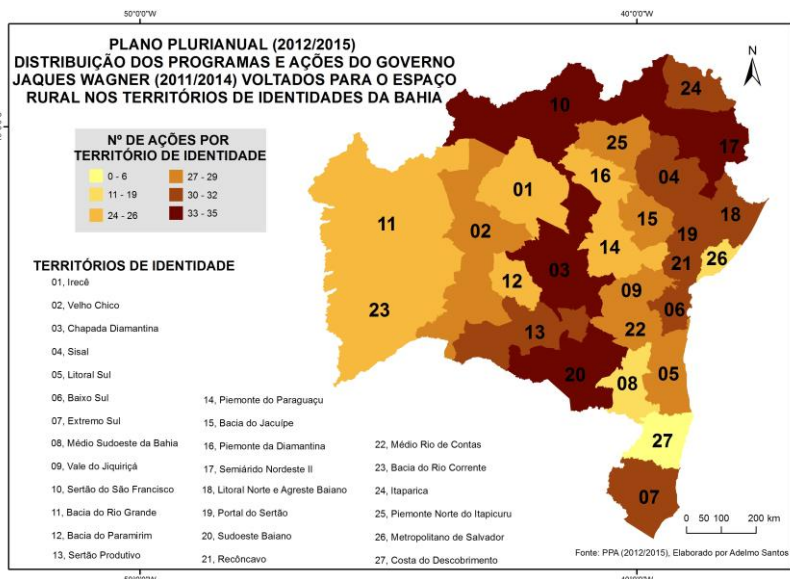 50°0'0"W 40°0'0"W
PLANO PLURIANUAL (2012/2015)
DISTRIBUIÇÃO DOS PROGRAMAS E AÇÕES DO GOVERNO
JAQUES WAGNER (2011/2014) VOLTADOS PARA O ESPAÇO
RURAL NOS TERRITÓRIOS DE IDENTIDADES DA BAHIA
N
Nº DE AÇÕES POR
TERRITÓRIO DE IDENTIDADE
0 - 6 27 - 29
11 - 19 30 - 32
24 - 26 33 - 35
10
24
25
17
16
04
01
11
15
18
02
19
14
26
03
21
12
09
23
06
13
22
20
05
08
27
07
TERRITÓRIOS DE IDENTIDADE
01, Irecê
02, Velho Chico
03, Chapada Diamantina
04, Sisal
05, Litoral Sul
06, Baixo Sul
07, Extremo Sul
08, Médio Sudoeste da Bahia
09, Vale do Jiquiriçá
10, Sertão do São Francisco
11, Bacia do Rio Grande
12, Bacia do Paramirim
13, Sertão Produtivo
14, Piemonte do Paraguaçu
15, Bacia do Jacuípe
16, Piemonte da Diamantina
17, Semiárido Nordeste II
18, Litoral Norte e Agreste Baiano
19, Portal do Sertão
20, Sudoeste Baiano
21, Recôncavo
22, Médio Rio de Contas
23, Bacia do Rio Corrente
24, Itaparica
25, Piemonte Norte do Itapicuru
26, Metropolitano de Salvador
27, Costa do Descobrimento
0 50 100 200 km
Fonte: PPA (2012/2015), Elaborado por Adelmo Santos
50°0'0"W 40°0'0"W